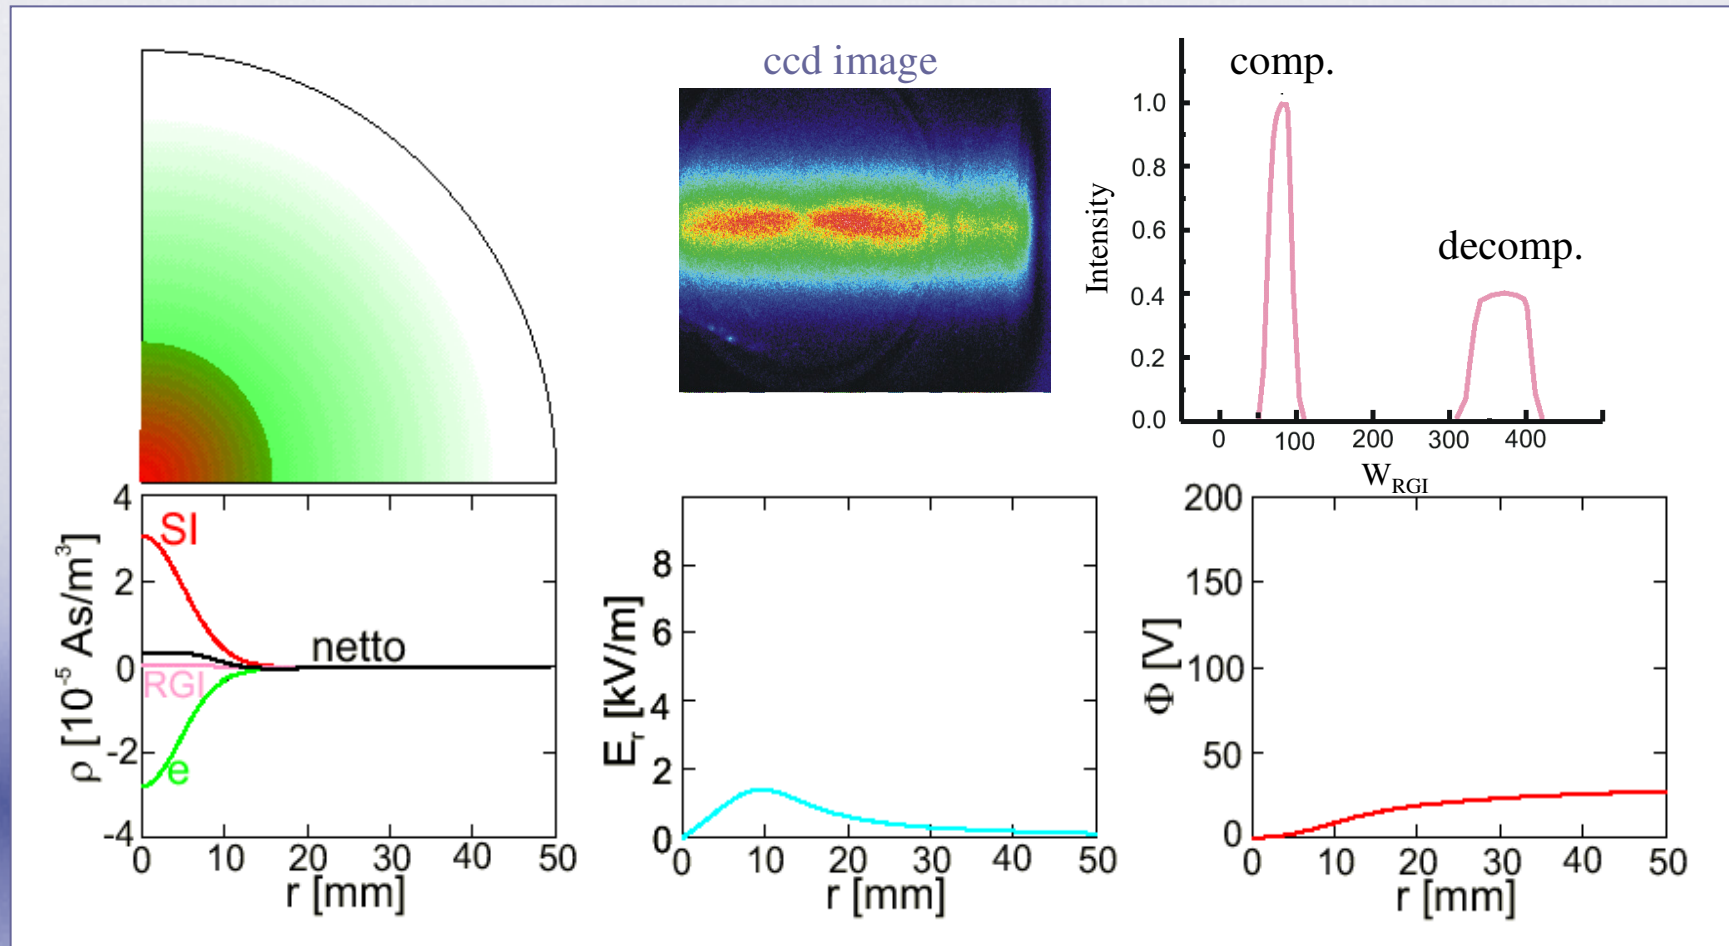 ccd image
comp.
decomp.
Intensity
1.0
0.8
0.6
0.4
0.2
0.0
0 100 200 300 400
W_RGI
4
2
0
-2
-4
ρ [10^-5 As/m^3]
SI
netto
RGI
e
0 10 20 30 40 50
r [mm]
8
6
4
2
0
E_r [kV/m]
0 10 20 30 40 50
r [mm]
200
150
100
50
0
Φ [V]
0 10 20 30 40 50
r [mm]